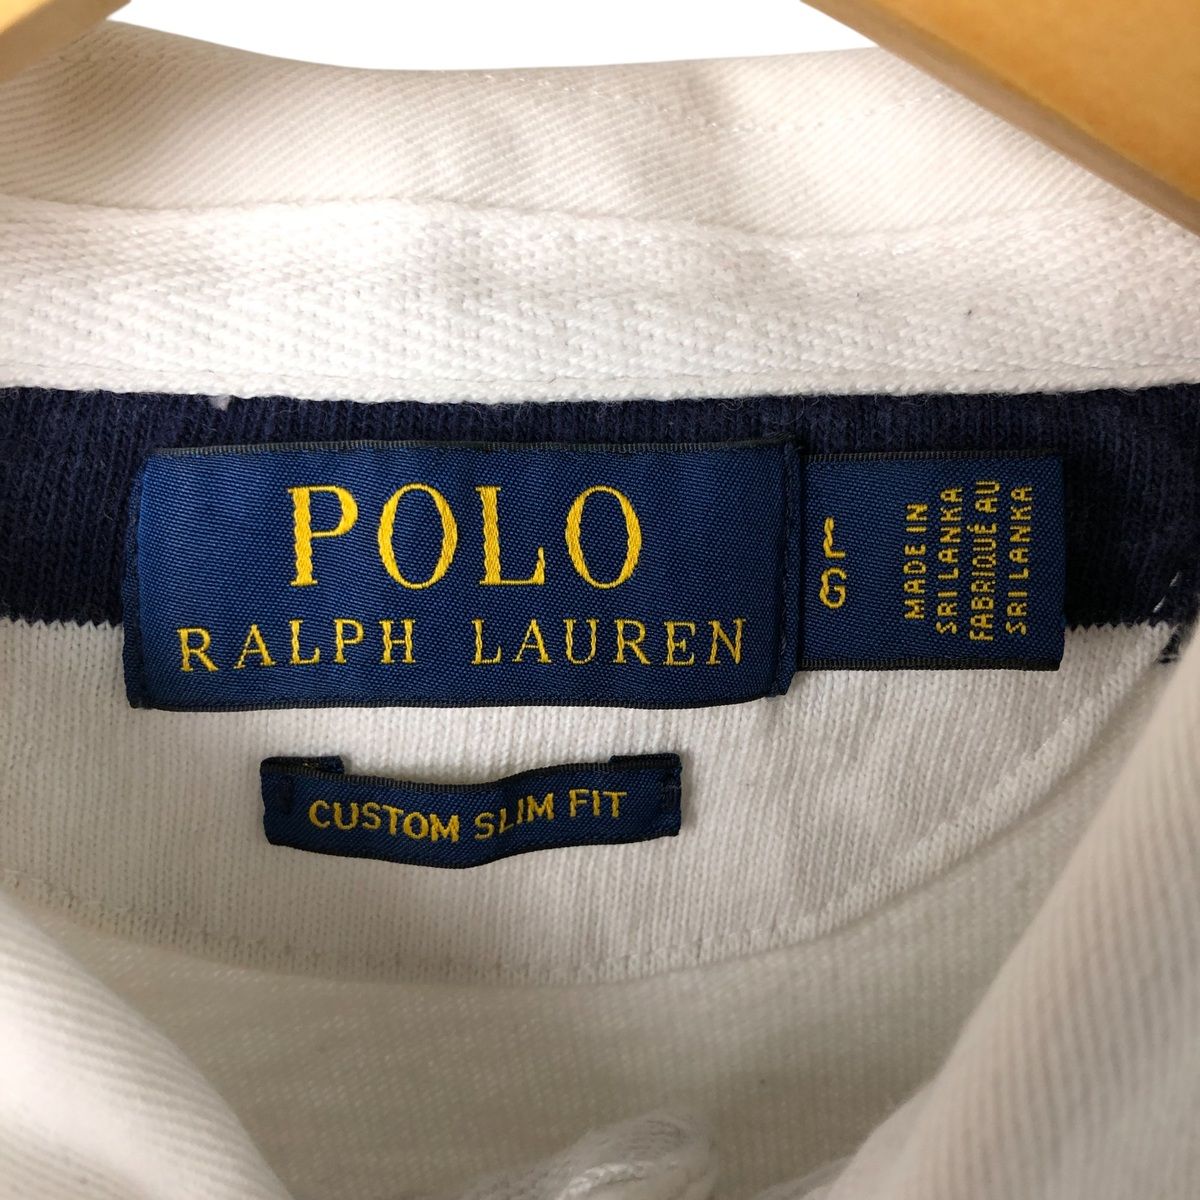 POLO
RALPH LAUREN
L
G
MADE IN
SRI LANKA
FABRIQUÉ AU
SRI LANKA
CUSTOM SLIM FIT